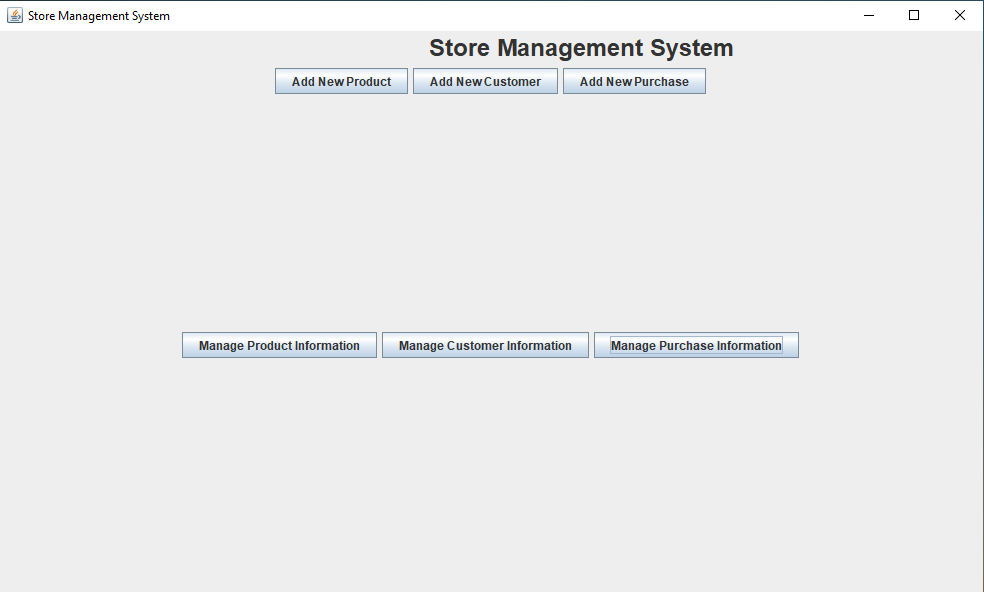 Store Management System
Store Management System
Add New Product Add New Customer Add New Purchase
Manage Product Information Manage Customer Information Manage Purchase Information